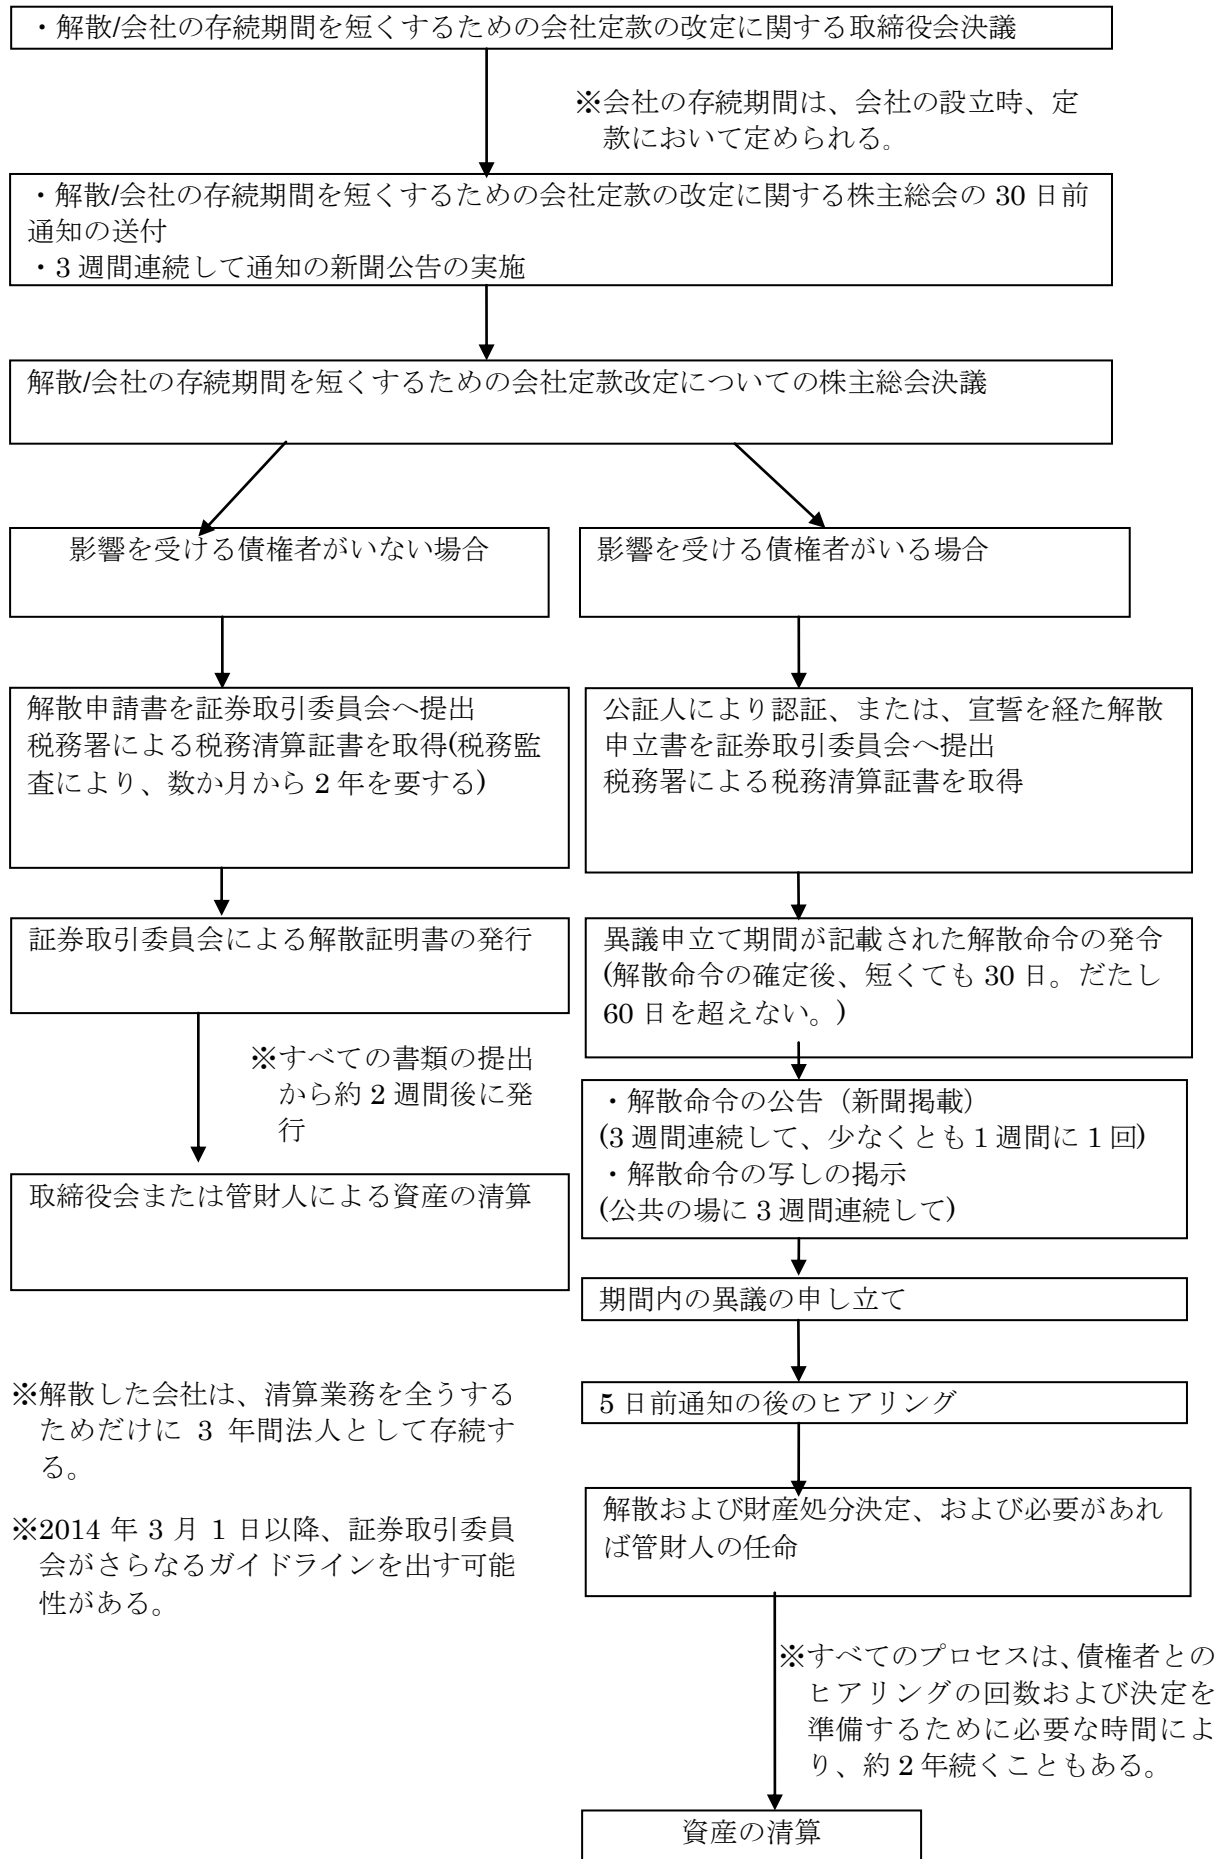 ・解散/会社の存続期間を短くするための会社定款の改定に関する取締役会決議
※会社の存続期間は、会社の設立時、定
款において定められる。
・解散/会社の存続期間を短くするための会社定款の改定に関する株主総会の 30 日前
通知の送付
・3 週間連続して通知の新聞公告の実施
解散/会社の存続期間を短くするための会社定款改定についての株主総会決議
影響を受ける債権者がいない場合
解散申請書を証券取引委員会へ提出
税務署による税務清算証書を取得(税務監
査により、数か月から 2 年を要する)
証券取引委員会による解散証明書の発行
※すべての書類の提出
から約 2 週間後に発
行
取締役会または管財人による資産の清算
※解散した会社は、清算業務を全うする
ためだけに 3 年間法人として存続す
る。
※2014 年 3 月 1 日以降、証券取引委員
会がさらなるガイドラインを出す可能
性がある。
影響を受ける債権者がいる場合
公証人により認証、または、宣誓を経た解散
申立書を証券取引委員会へ提出
税務署による税務清算証書を取得
異議申立て期間が記載された解散命令の発令
(解散命令の確定後、短くても 30 日。だたし
60 日を超えない。)
・解散命令の公告（新聞掲載）
(3 週間連続して、少なくとも 1 週間に 1 回)
・解散命令の写しの掲示
(公共の場に 3 週間連続して)
期間内の異議の申し立て
5 日前通知の後のヒアリング
解散および財産処分決定、および必要があれ
ば管財人の任命
※すべてのプロセスは、債権者との
ヒアリングの回数および決定を
準備するために必要な時間によ
り、約 2 年続くこともある。
資産の清算